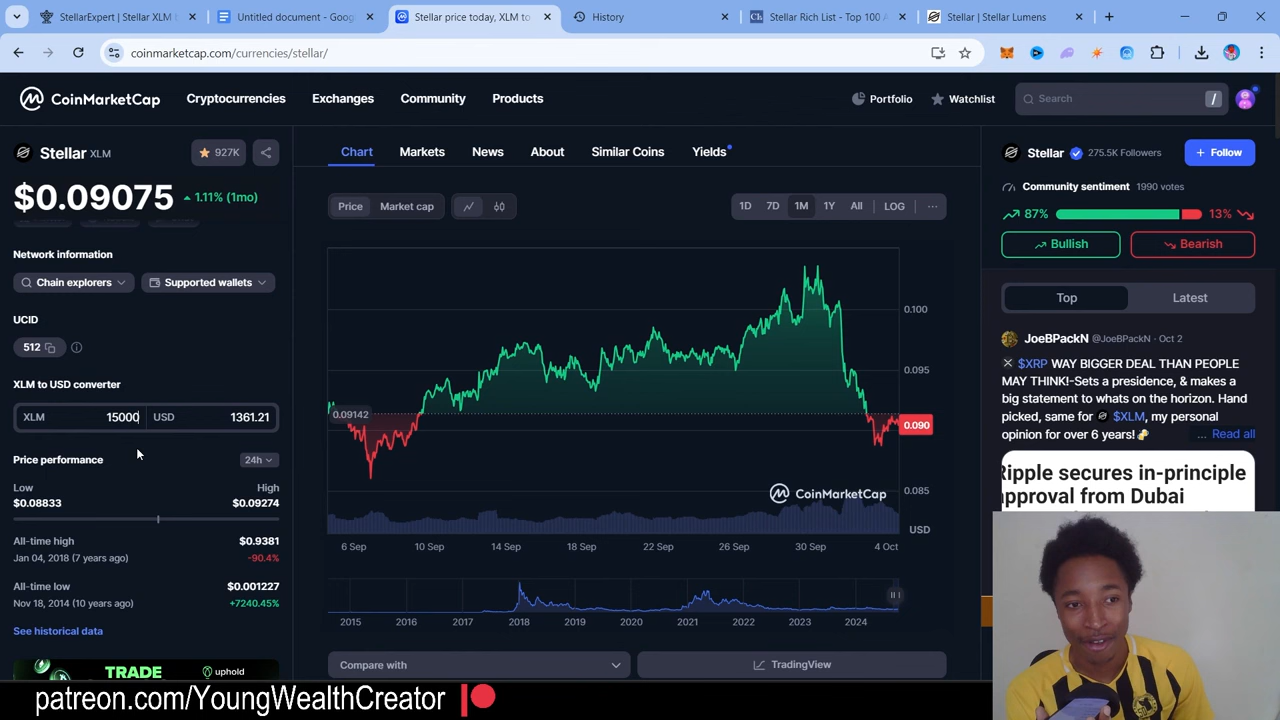 StellarExpert | Stellar XLM b
Untitled document - Goog
Stellar price today, XLM to
History
Stellar Rich List - Top 100 A
Stellar | Stellar Lumens
coinmarketcap.com/currencies/stellar/
CoinMarketCap
Cryptocurrencies
Exchanges
Community
Products
Portfolio
Watchlist
Search
/
Stellar XLM
927K
$0.09075
1.11% (1mo)
Network information
Chain explorers
Supported wallets
UCID
512
XLM to USD converter
XLM 15000
USD 1361.21
Price performance
24h
Low
High
$0.08833
$0.09274
All-time high
$0.9381
Jan 04, 2018 (7 years ago)
-90.4%
All-time low
$0.001227
Nov 18, 2014 (10 years ago)
+7240.45%
See historical data
TRADE
uphold
Chart
Markets
News
About
Similar Coins
Yields
Price
Market cap
1D
7D
1M
1Y
All
LOG
0.09142
0.100
0.095
0.090
0.085
CoinMarketCap
USD
6 Sep
10 Sep
14 Sep
18 Sep
22 Sep
26 Sep
30 Sep
4 Oct
2015
2016
2017
2018
2019
2020
2021
2022
2023
2024
Compare with
TradingView
Stellar
275.5K Followers
+ Follow
Community sentiment
1990 votes
87%
13%
Bullish
Bearish
Top
Latest
JoeBPackN @JoeBPackN · Oct 2
$XRP WAY BIGGER DEAL THAN PEOPLE
MAY THINK!-Sets a presidence, & makes a
big statement to whats on the horizon. Hand
picked, same for $XLM, my personal
opinion for over 6 years!
... Read all
Ripple secures in-principle
approval from Dubai
patreon.com/YoungWealthCreator